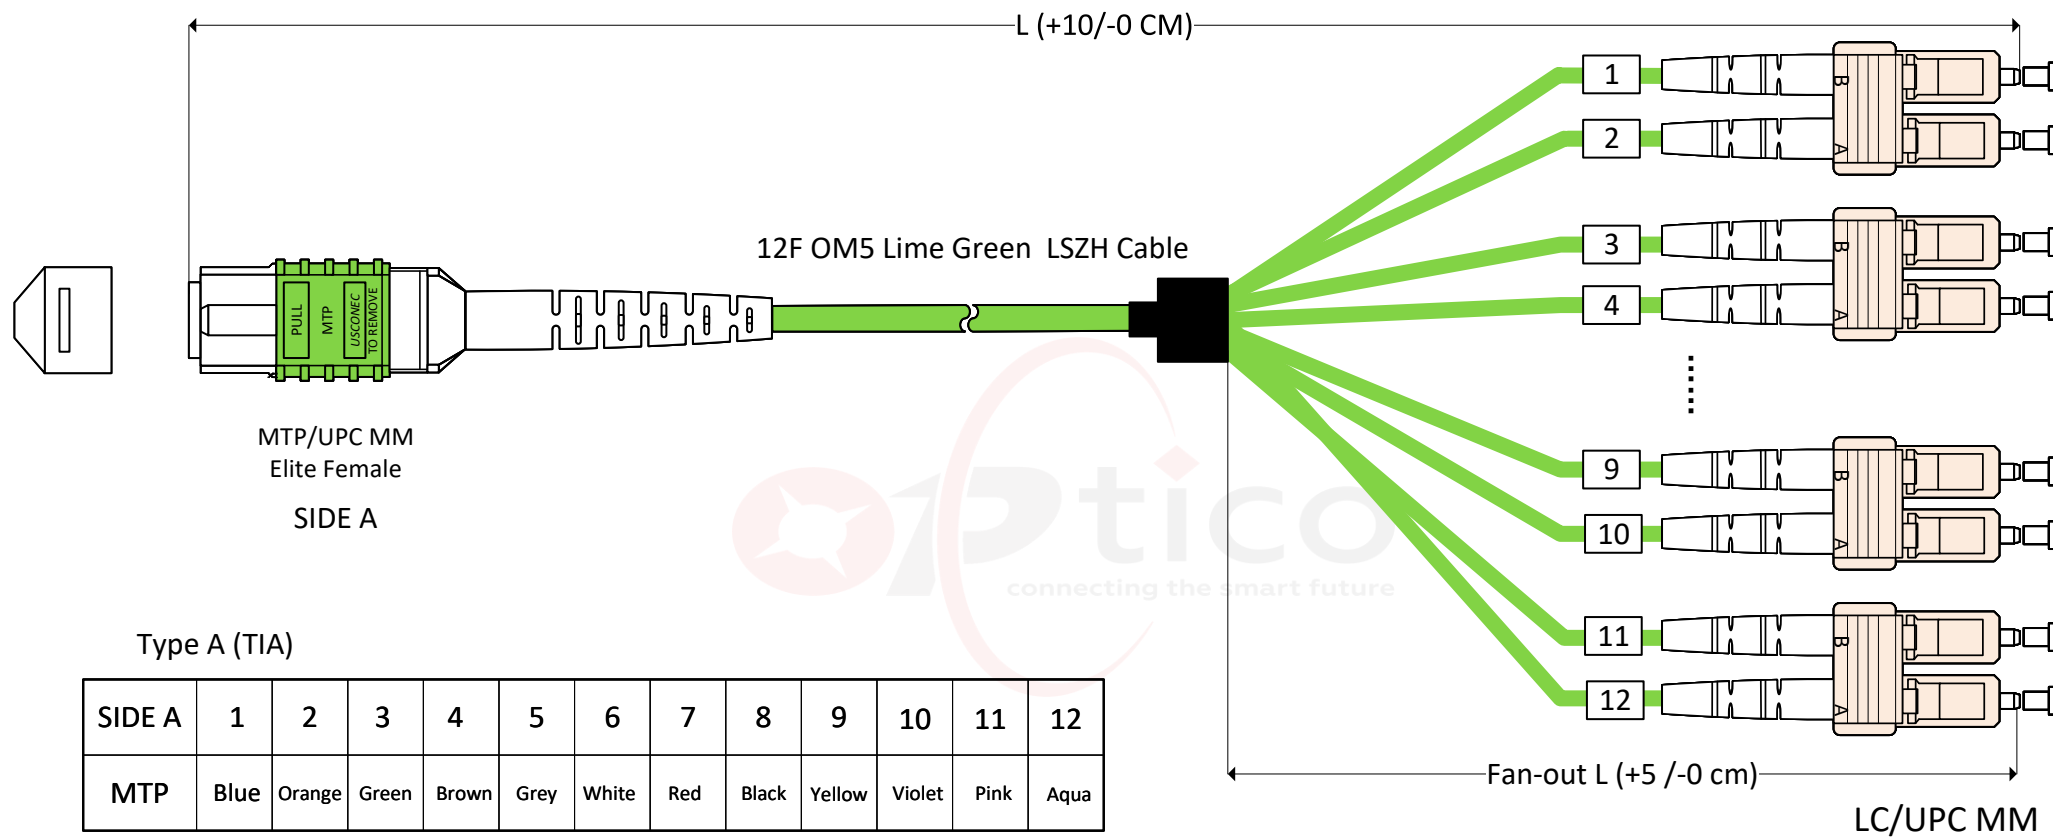 L (+10/-0 CM)
1
B
2
A
12F OM5 Lime Green LSZH Cable
3
B
4
A
PULL
MTP
USCONEC
TO REMOVE
MTP/UPC MM
Elite Female
SIDE A
9
B
10
A
OPtico
connecting the smart future
11
B
12
A
Type A (TIA)
SIDE A 1 2 3 4 5 6 7 8 9 10 11 12
MTP Blue Orange Green Brown Grey White Red Black Yellow Violet Pink Aqua
Fan-out L (+5 /-0 cm)
LC/UPC MM